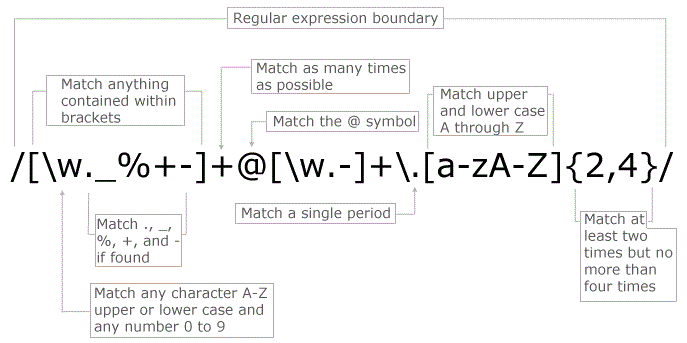 Regular expression boundary
Match anything
contained within
brackets
Match as many times
as possible
Match the @ symbol
Match upper
and lower case
A through Z
/[\w._%+-]+@[\w.-]+\.[a-zA-Z]{2,4}/
Match ., _,
%, +, and -
if found
Match a single period
Match at
least two
times but no
more than
four times
Match any character A-Z
upper or lower case and
any number 0 to 9